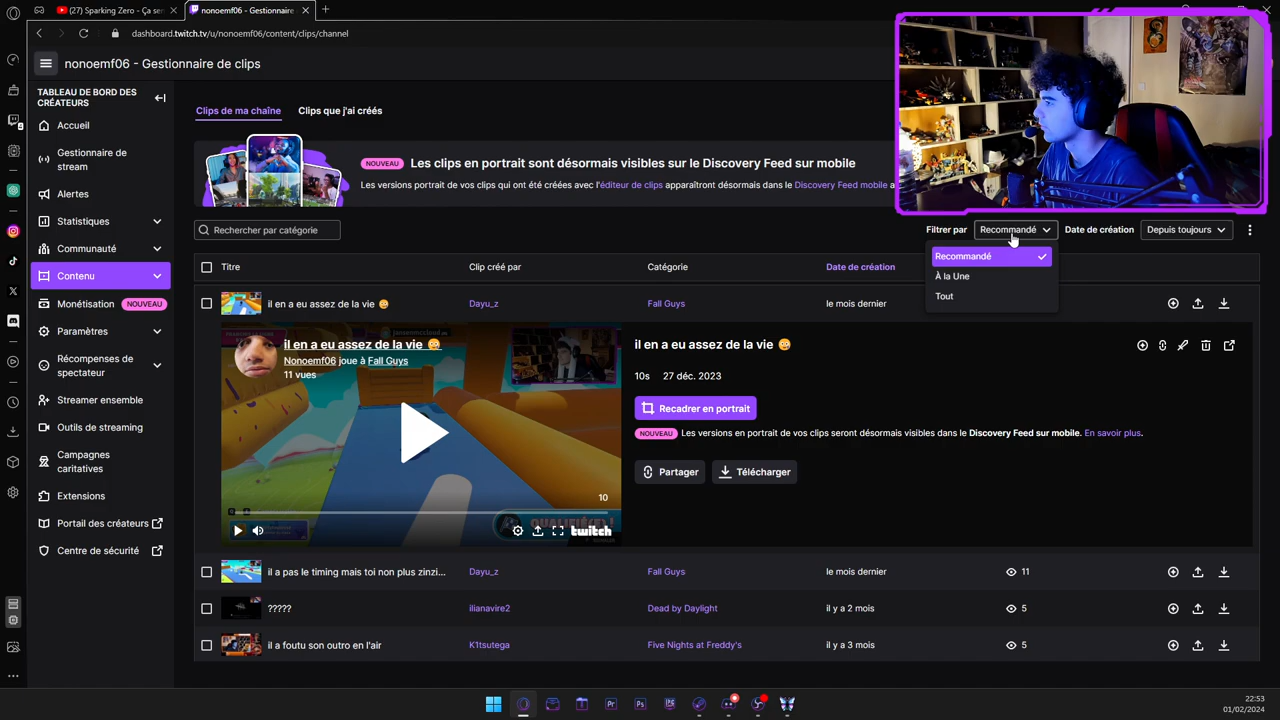 (27) Sparking Zero - Ça sen
nonoemf06 - Gestionnaire
dashboard.twitch.tv/u/nonoemf06/content/clips/channel
nonoemf06 - Gestionnaire de clips
TABLEAU DE BORD DES
CRÉATEURS
Accueil
Gestionnaire de
stream
Alertes
Statistiques
Communauté
Contenu
Monétisation NOUVEAU
Paramètres
Récompenses de
spectateur
Streamer ensemble
Outils de streaming
Campagnes
caritatives
Extensions
Portail des créateurs
Centre de sécurité
Clips de ma chaîne Clips que j'ai créés
NOUVEAU Les clips en portrait sont désormais visibles sur le Discovery Feed sur mobile
Les versions portrait de vos clips qui ont été créées avec l'éditeur de clips apparaîtront désormais dans le Discovery Feed mobile a
Rechercher par catégorie
Filtrer par Recommandé Date de création Depuis toujours
Recommandé
À la Une
Tout
Titre Clip créé par Catégorie Date de création
il en a eu assez de la vie 😳 Dayu_z Fall Guys le mois dernier
il en a eu assez de la vie 😳
Nonoemf06 joue à Fall Guys
11 vues
10
twitch
il en a eu assez de la vie 😳
10s 27 déc. 2023
Recadrer en portrait
NOUVEAU Les versions en portrait de vos clips seront désormais visibles dans le Discovery Feed sur mobile. En savoir plus.
Partager Télécharger
il a pas le timing mais toi non plus zinzi... Dayu_z Fall Guys le mois dernier 11
????? ilianavire2 Dead by Daylight il y a 2 mois 5
il a foutu son outro en l'air K1tsutega Five Nights at Freddy's il y a 3 mois 5
22:53
01/02/2024